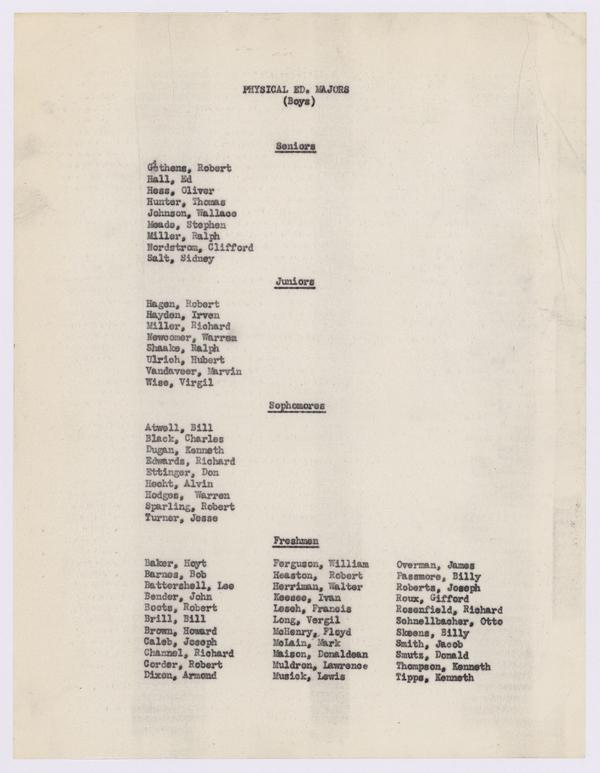 PHYSICAL ED. MAJORS
(Boys)
Seniors
Gethens, Robert
Hall, Ed
Hess, Oliver
Hunter, Thomas
Johnson, Wallace
Meade, Stephen
Miller, Ralph
Nordstrom, Clifford
Salt, Sidney
Juniors
Hagen, Robert
Hayden, Irven
Miller, Richard
Newcomer, Warren
Shaake, Ralph
Ulrich, Hubert
Vandaveer, Marvin
Wise, Virgil
Sophomores
Atwell, Bill
Black, Charles
Dugan, Kenneth
Edwards, Richard
Ettinger, Don
Hecht, Alvin
Hodges, Warren
Sparling, Robert
Turner, Jesse
Freshmen
Baker, Hoyt
Barnes, Bob
Battershell, Lee
Bender, John
Boots, Robert
Brill, Bill
Brown, Howard
Caleb, Joseph
Channel, Richard
Corder, Robert
Dixon, Armond
Ferguson, William
Heaston, Robert
Herriman, Walter
Keesee, Ivan
Lesch, Francis
Long, Vergil
McHenry, Floyd
McLain, Mark
Maison, Donaldean
Muldron, Lawrence
Musick, Lewis
Overman, James
Passmore, Billy
Roberts, Joseph
Roux, Gifford
Rosenfield, Richard
Schnellbacher, Otto
Skeens, Billy
Smith, Jacob
Smutz, Donald
Thompson, Kenneth
Tipps, Kenneth